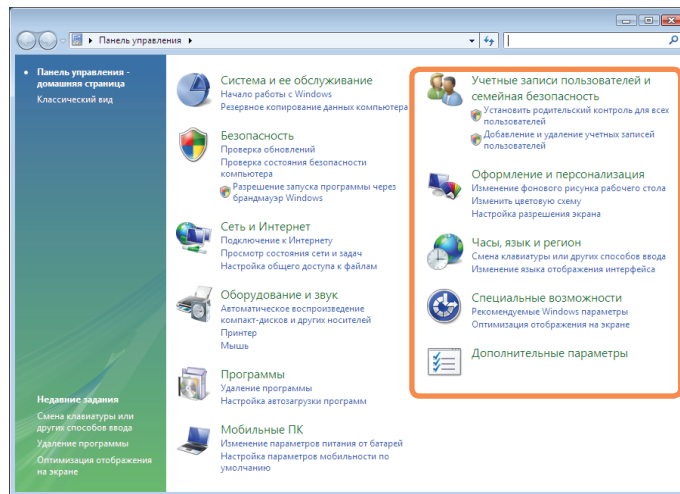 Панель управления
Панель управления -
домашняя страница
Классический вид
Система и ее обслуживание
Начало работы с Windows
Резервное копирование данных компьютера
Безопасность
Проверка обновлений
Проверка состояния безопасности
компьютера
Разрешение запуска программы через
брандмауэр Windows
Сеть и Интернет
Подключение к Интернету
Просмотр состояния сети и задач
Настройка общего доступа к файлам
Оборудование и звук
Автоматическое воспроизведение
компакт-дисков и других носителей
Принтер
Мышь
Программы
Удаление программы
Настройка автозагрузки программ
Мобильные ПК
Изменение параметров питания от батарей
Настройка параметров мобильности по
умолчанию
Учетные записи пользователей и
семейная безопасность
Установить родительский контроль для всех
пользователей
Добавление и удаление учетных записей
пользователей
Оформление и персонализация
Изменение фонового рисунка рабочего стола
Изменить цветовую схему
Настройка разрешения экрана
Часы, язык и регион
Смена клавиатуры или других способов ввода
Изменение языка отображения интерфейса
Специальные возможности
Рекомендуемые Windows параметры
Оптимизация отображения на экране
Дополнительные параметры
Недавние задания
Смена клавиатуры или
других способов ввода
Удаление программы
Оптимизация отображения
на экране